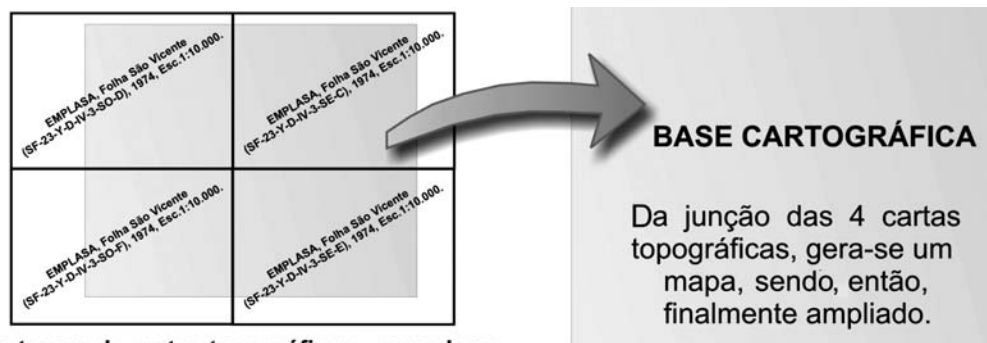 EMPLASA, Folha São Vicente
(SF-23-Y-D-IV-3-SO-D), 1974, Esc.1:10.000.
EMPLASA, Folha São Vicente
(SF-23-Y-D-IV-3-SE-C), 1974, Esc.1:10.000.
EMPLASA, Folha São Vicente
(SF-23-Y-D-IV-3-SO-F), 1974, Esc.1:10.000.
EMPLASA, Folha São Vicente
(SF-23-Y-D-IV-3-SE-E), 1974, Esc.1:10.000.
BASE CARTOGRÁFICA
Da junção das 4 cartas
topográficas, gera-se um
mapa, sendo, então,
finalmente ampliado.